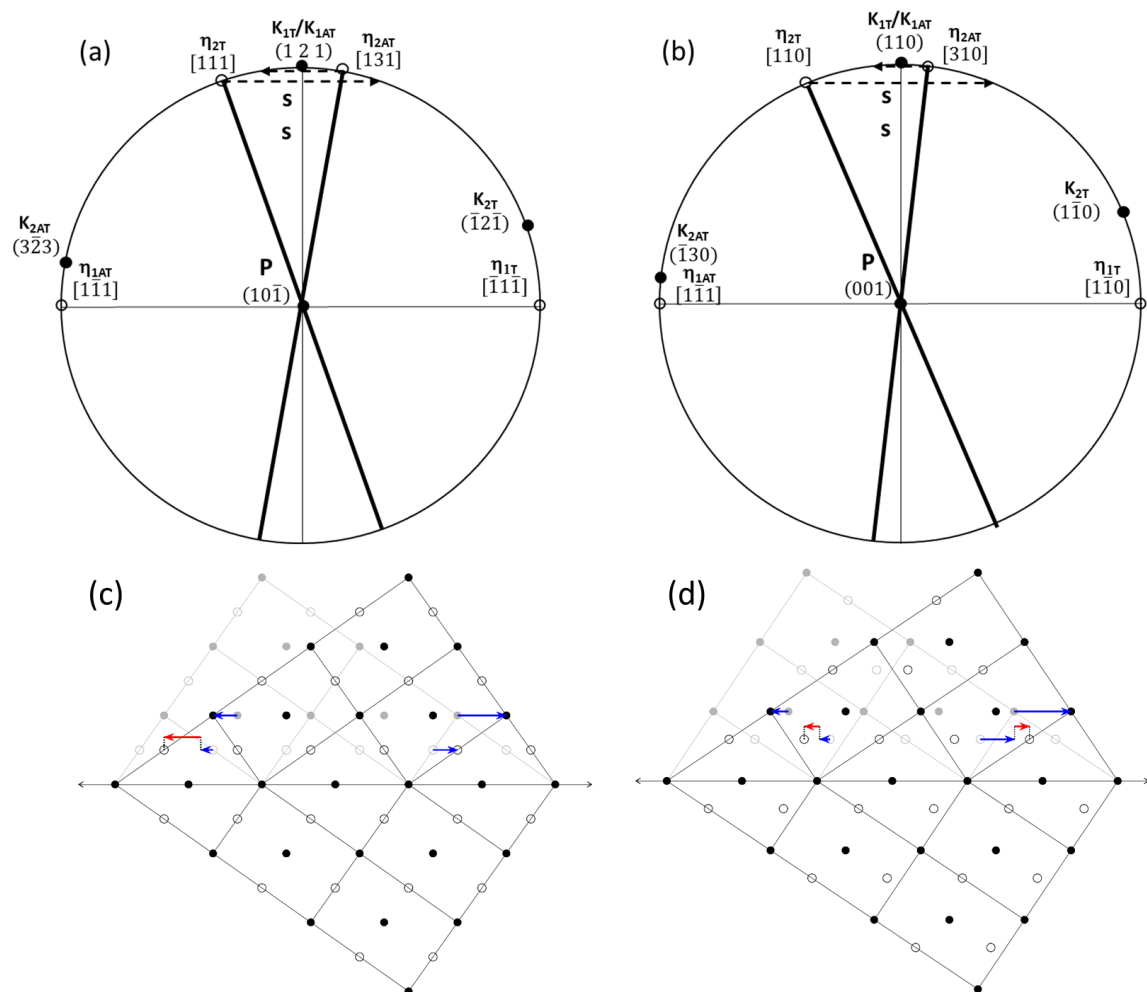 (a)
K1T/K1AT
(1 2 1)
η2T
[111]
η2AT
[131]
s
s
K2AT
(32̅3)
K2T
(1̅21̅)
η1AT
[11̅1]
P
(101̅)
η1T
[1̅11̅]
(b)
K1T/K1AT
(110)
η2T
[110]
η2AT
[310]
s
s
K2T
(11̅0)
K2AT
(1̅30)
η1AT
[11̅1]
P
(001)
η1T
[11̅0]
(c)
(d)